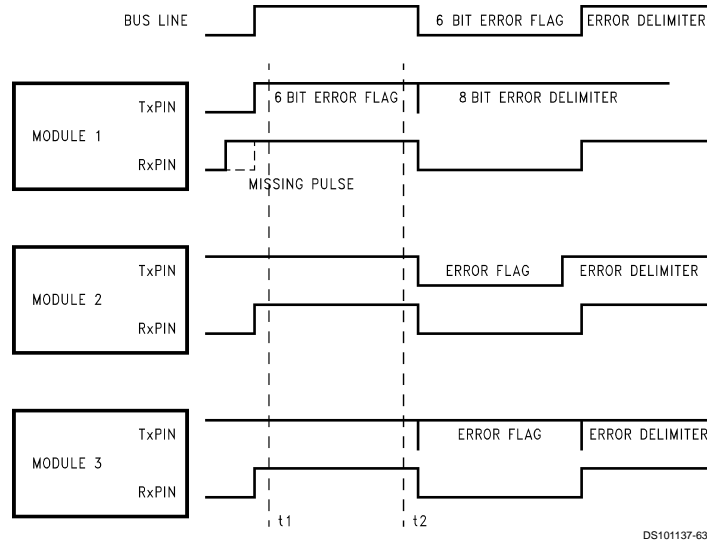 BUS LINE
6 BIT ERROR FLAG
ERROR DELIMITER
TxPIN
6 BIT ERROR FLAG
8 BIT ERROR DELIMITER
MODULE 1
RxPIN
MISSING PULSE
TxPIN
ERROR FLAG
ERROR DELIMITER
MODULE 2
RxPIN
TxPIN
ERROR FLAG
ERROR DELIMITER
MODULE 3
RxPIN
t1
t2
DS101137-63